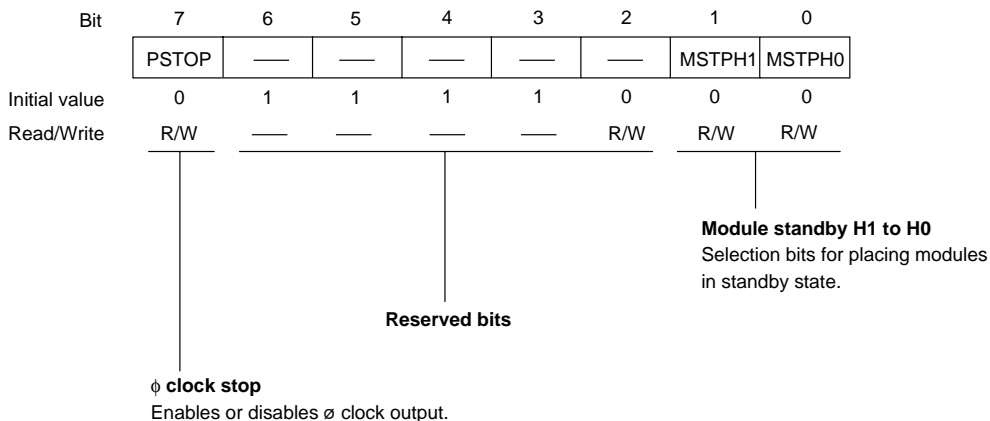 Bit 7 6 5 4 3 2 1 0
PSTOP — — — — — MSTPH1 MSTPH0
Initial value 0 1 1 1 1 0 0 0
Read/Write R/W — — — — R/W R/W R/W
Module standby H1 to H0
Selection bits for placing modules
in standby state.
Reserved bits
ϕ clock stop
Enables or disables ø clock output.